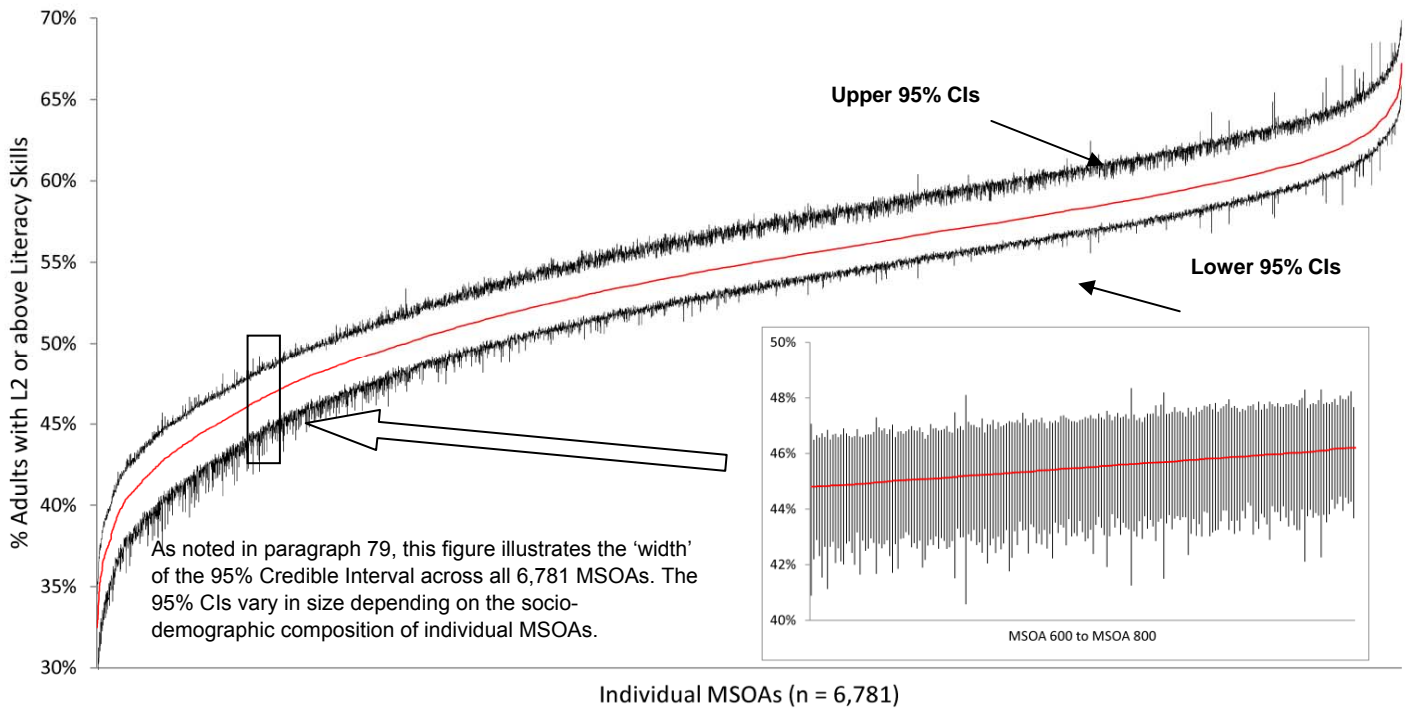 70%
65%
60%
55%
50%
45%
40%
35%
30%
% Adults with L2 or above Literacy Skills
Upper 95% CIs
Lower 95% CIs
50%
48%
46%
44%
42%
40%
MSOA 600 to MSOA 800
As noted in paragraph 79, this figure illustrates the ‘width’
of the 95% Credible Interval across all 6,781 MSOAs. The
95% CIs vary in size depending on the socio-
demographic composition of individual MSOAs.
Individual MSOAs (n = 6,781)